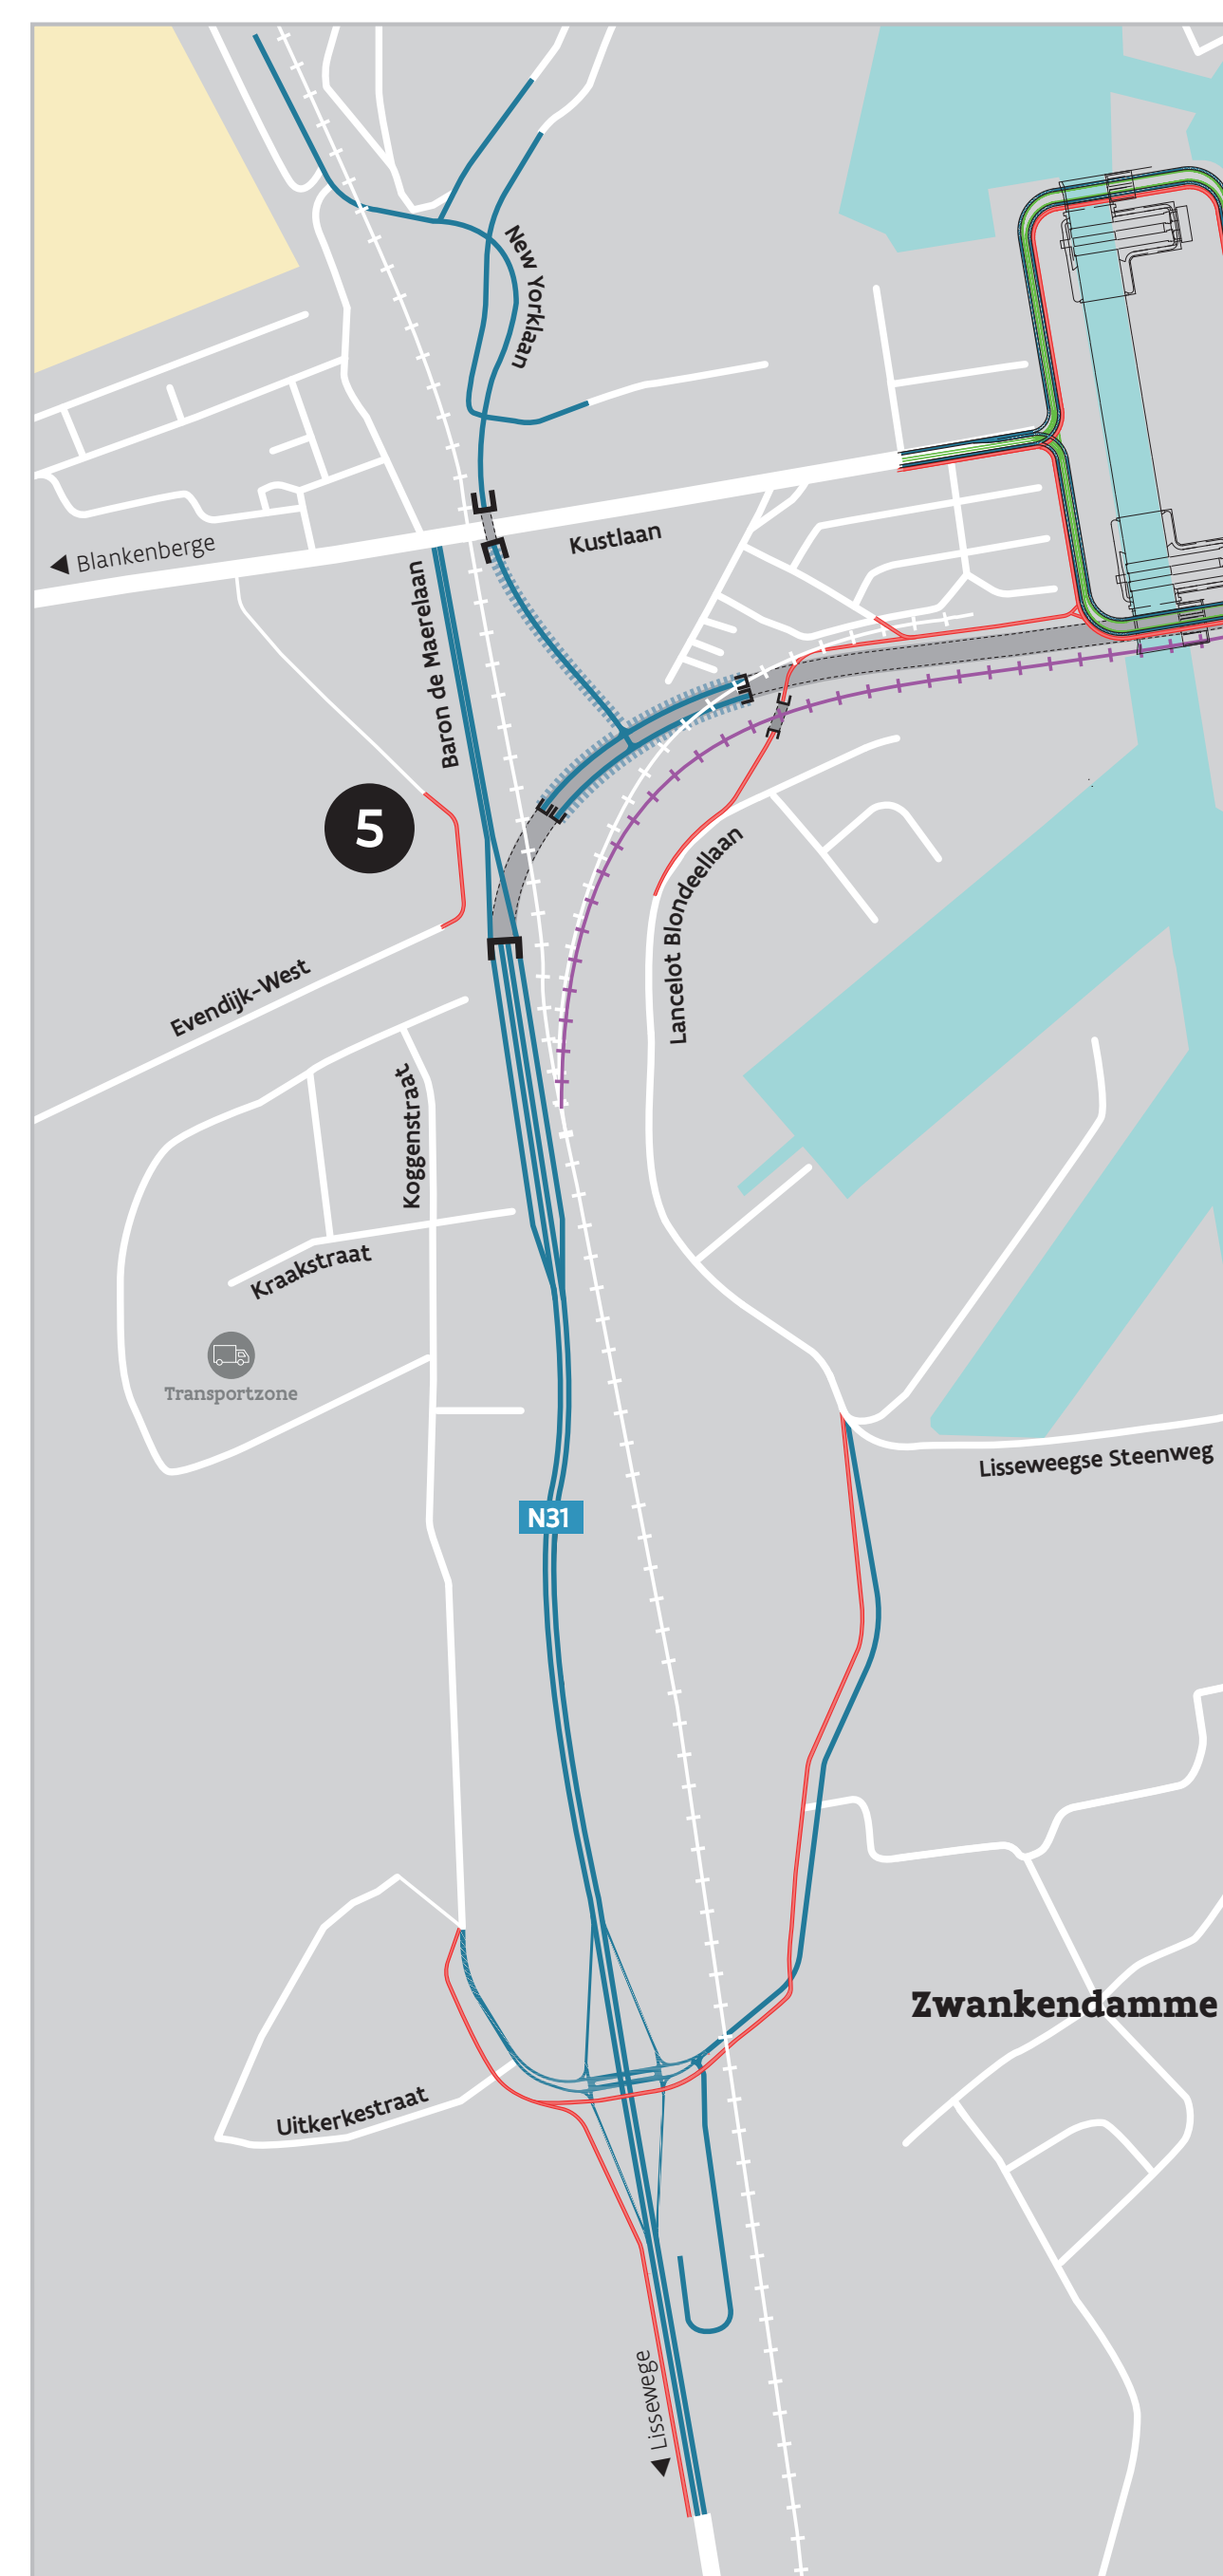 New Yorklaan
Kustlaan
Blankenberge
Baron de Maerelaan
5
Lancelot Blondeellaan
Evendijk-West
Koggenstraat
Kraakstraat
Transportzone
Lisseweegse Steenweg
N31
Zwankendamme
Uitkerkestraat
Lissewege